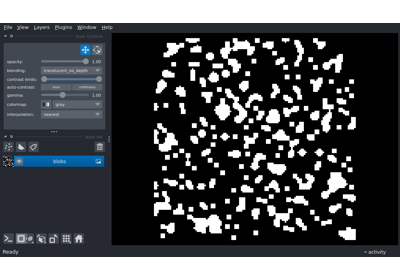 File View Layers Plugins Window Help
opacity: 1.00
blending: translucent_no_depth
contrast limits:
auto-contrast: once continuous
gamma: 1.00
colormap: gray
interpolation: nearest
blobs
Ready activity